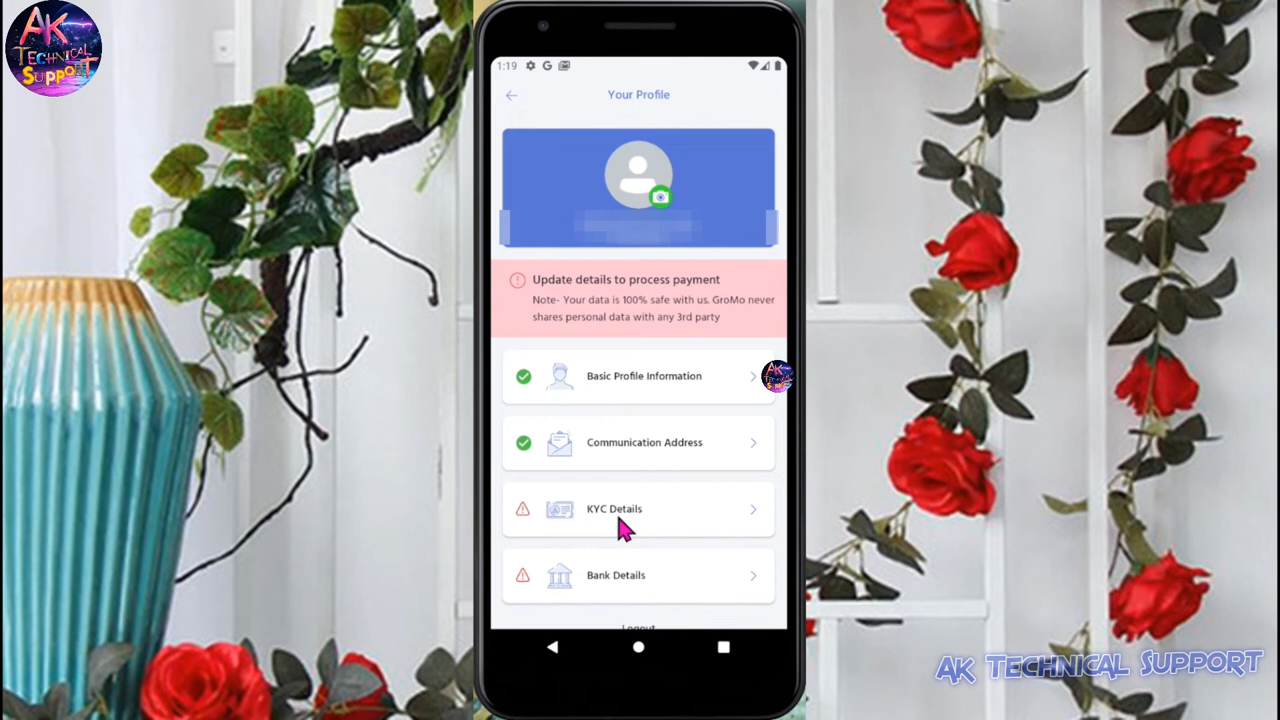 AK
TECHNICAL
SUPPORT
1:19
G
Your Profile
Update details to process payment
Note- Your data is 100% safe with us. GroMo never
shares personal data with any 3rd party
Basic Profile Information
AK
Communication Address
KYC Details
Bank Details
Logout
AK TECHNICAL SUPPORT